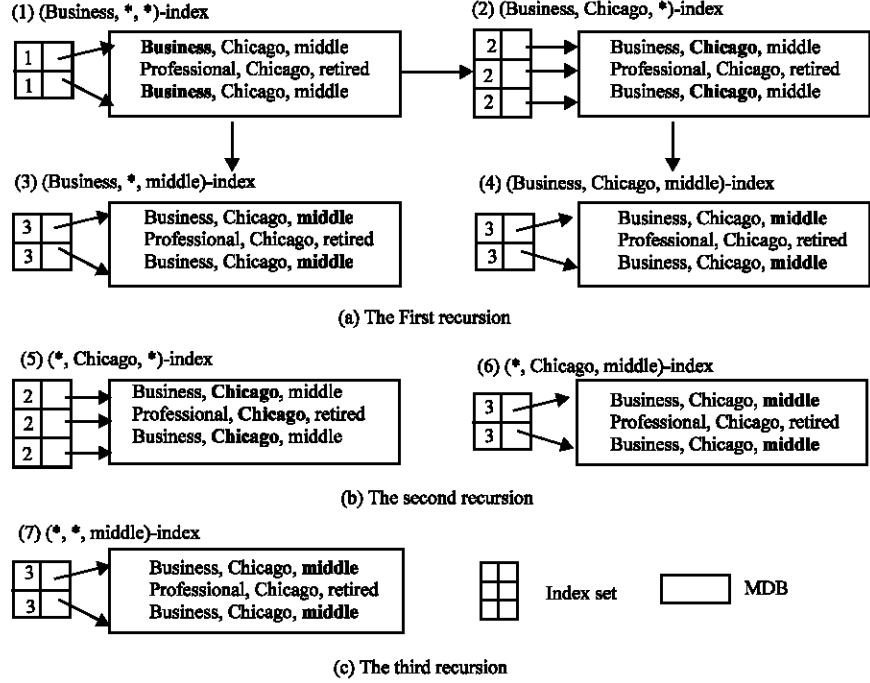 (1) (Business, *, *)-index
1
1
Business, Chicago, middle
Professional, Chicago, retired
Business, Chicago, middle
(2) (Business, Chicago, *)-index
2
2
2
Business, Chicago, middle
Professional, Chicago, retired
Business, Chicago, middle
(3) (Business, *, middle)-index
3
3
Business, Chicago, middle
Professional, Chicago, retired
Business, Chicago, middle
(4) (Business, Chicago, middle)-index
3
3
Business, Chicago, middle
Professional, Chicago, retired
Business, Chicago, middle
(a) The First recursion
(5) (*, Chicago, *)-index
2
2
2
Business, Chicago, middle
Professional, Chicago, retired
Business, Chicago, middle
(6) (*, Chicago, middle)-index
3
3
Business, Chicago, middle
Professional, Chicago, retired
Business, Chicago, middle
(b) The second recursion
(7) (*, *, middle)-index
3
3
Business, Chicago, middle
Professional, Chicago, retired
Business, Chicago, middle
Index set
MDB
(c) The third recursion